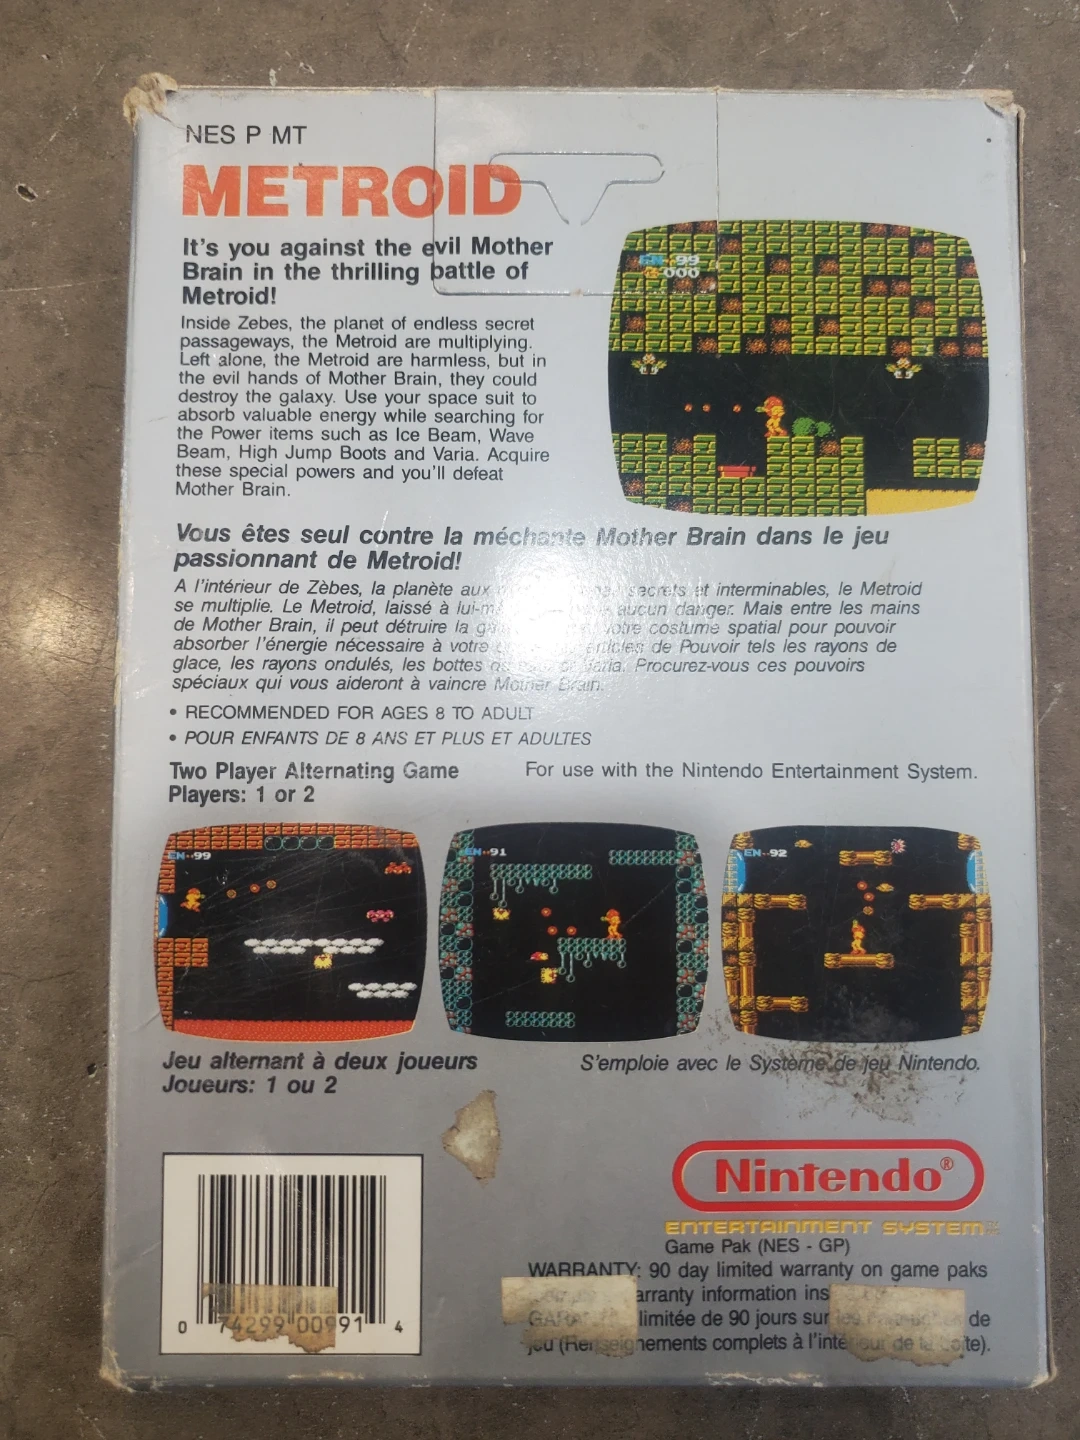 NES P MT
METROID
It's you against the evil Mother
Brain in the thrilling battle of
Metroid!
Inside Zebes, the planet of endless secret
passageways, the Metroid are multiplying.
Left alone, the Metroid are harmless, but in
the evil hands of Mother Brain, they could
destroy the galaxy. Use your space suit to
absorb valuable energy while searching for
the Power items such as Ice Beam, Wave
Beam, High Jump Boots and Varia. Acquire
these special powers and you'll defeat
Mother Brain.
EN··99
000
Vous êtes seul contre la méchante Mother Brain dans le jeu
passionnant de Metroid!
A l'intérieur de Zèbes, la planète aux secrets et interminables, le Metroid
se multiplie. Le Metroid, laissé à aucun danger. Mais entre les mains
de Mother Brain, il peut détruire la votre costume spatial pour pouvoir
absorber l'énergie nécessaire à votre articles de Pouvoir tels les rayons de
glace, les rayons ondulés, les bottes Varia. Procurez-vous ces pouvoirs
spéciaux qui vous aideront à vaincre Mother Brain.
• RECOMMENDED FOR AGES 8 TO ADULT
• POUR ENFANTS DE 8 ANS ET PLUS ET ADULTES
Two Player Alternating Game
Players: 1 or 2
For use with the Nintendo Entertainment System.
EN··99
EN··91
EN··92
Jeu alternant à deux joueurs
Joueurs: 1 ou 2
S'emploie avec le Système de jeu Nintendo.
Nintendo®
ENTERTAINMENT SYSTEM™
Game Pak (NES - GP)
WARRANTY: 90 day limited warranty on game paks
information
limitée de 90 jours sur de
jeu (Renseignements complets à
0 74299 00991 4